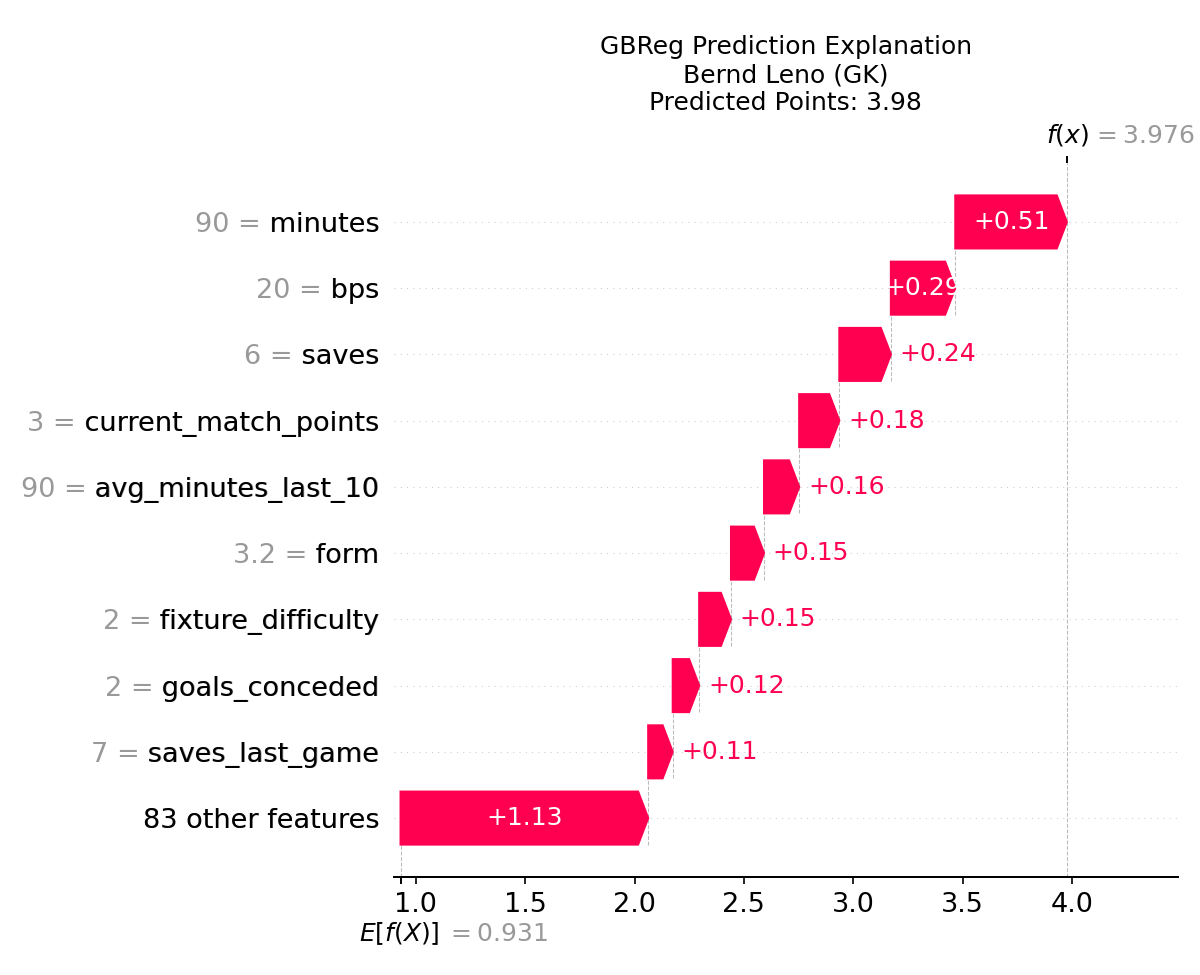 GBReg Prediction Explanation
Bernd Leno (GK)
Predicted Points: 3.98
f(x) = 3.976
90 = minutes +0.51
20 = bps +0.29
6 = saves +0.24
3 = current_match_points +0.18
90 = avg_minutes_last_10 +0.16
3.2 = form +0.15
2 = fixture_difficulty +0.15
2 = goals_conceded +0.12
7 = saves_last_game +0.11
83 other features +1.13
1.0 1.5 2.0 2.5 3.0 3.5 4.0
E[f(X)] = 0.931